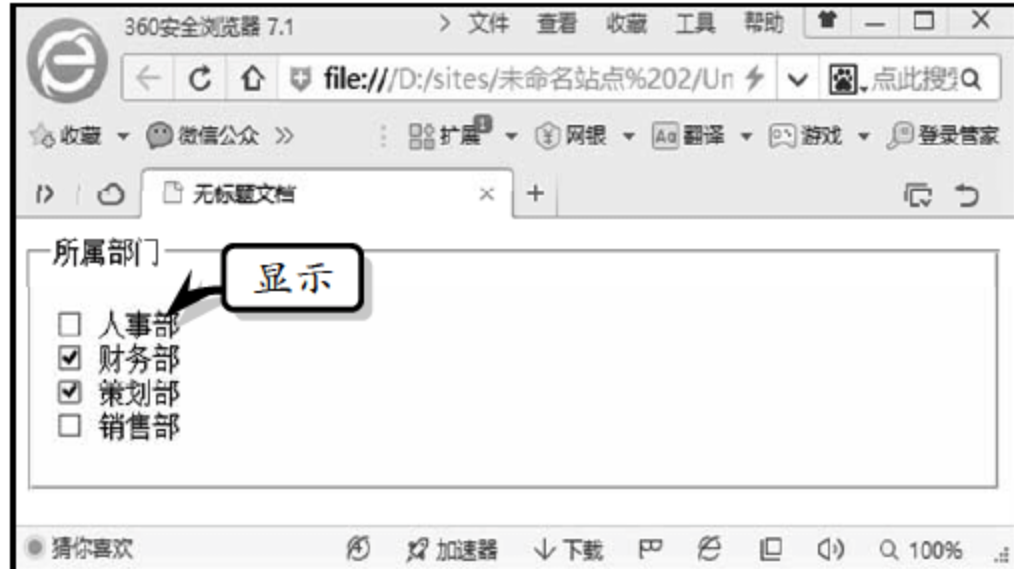 360安全浏览器 7.1 文件 查看 收藏 工具 帮助
file:///D:/sites/未命名站点%202/Un 点此搜
收藏 微信公众 扩展 1 网银 翻译 游戏 登录管家
无标题文档
所属部门
显示
人事部
财务部
策划部
销售部
猜你喜欢 加速器 下载 100%